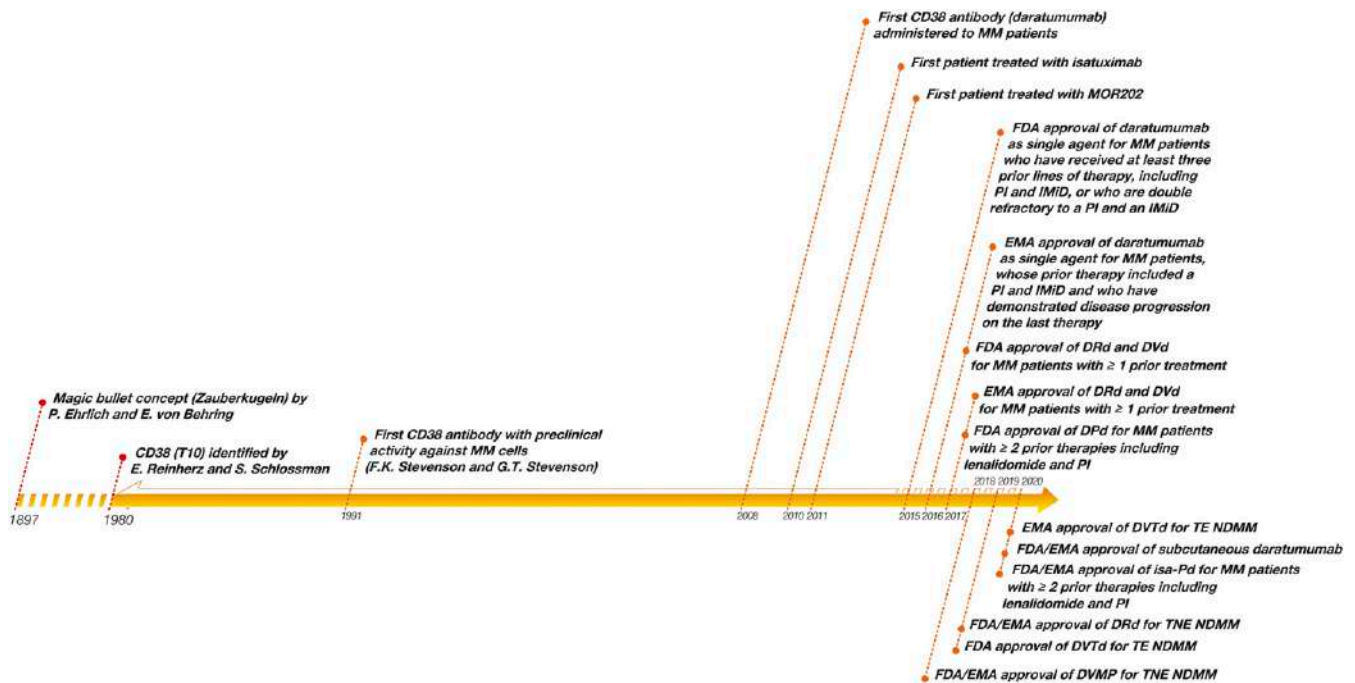 First CD38 antibody (daratumumab)
administered to MM patients
First patient treated with isatuximab
First patient treated with MOR202
FDA approval of daratumumab
as single agent for MM patients
who have received at least three
prior lines of therapy, including
PI and IMiD, or who are double
refractory to a PI and an IMiD
EMA approval of daratumumab
as single agent for MM patients,
whose prior therapy included a
PI and IMiD and who have
demonstrated disease progression
on the last therapy
FDA approval of DRd and DVd
for MM patients with ≥ 1 prior treatment
EMA approval of DRd and DVd
for MM patients with ≥ 1 prior treatment
FDA approval of DPd for MM patients
with ≥ 2 prior therapies including
lenalidomide and PI
Magic bullet concept (Zauberkugeln) by
P. Ehrlich and E. von Behring
CD38 (T10) identified by
E. Reinherz and S. Schlossman
First CD38 antibody with preclinical
activity against MM cells
(F.K. Stevenson and G.T. Stevenson)
1897
1980
1991
2008
2010
2011
2015
2016
2017
2018
2019
2020
EMA approval of DVTd for TE NDMM
FDA/EMA approval of subcutaneous daratumumab
FDA/EMA approval of isa-Pd for MM patients
with ≥ 2 prior therapies including
lenalidomide and PI
FDA/EMA approval of DRd for TNE NDMM
FDA approval of DVTd for TE NDMM
FDA/EMA approval of DVMP for TNE NDMM